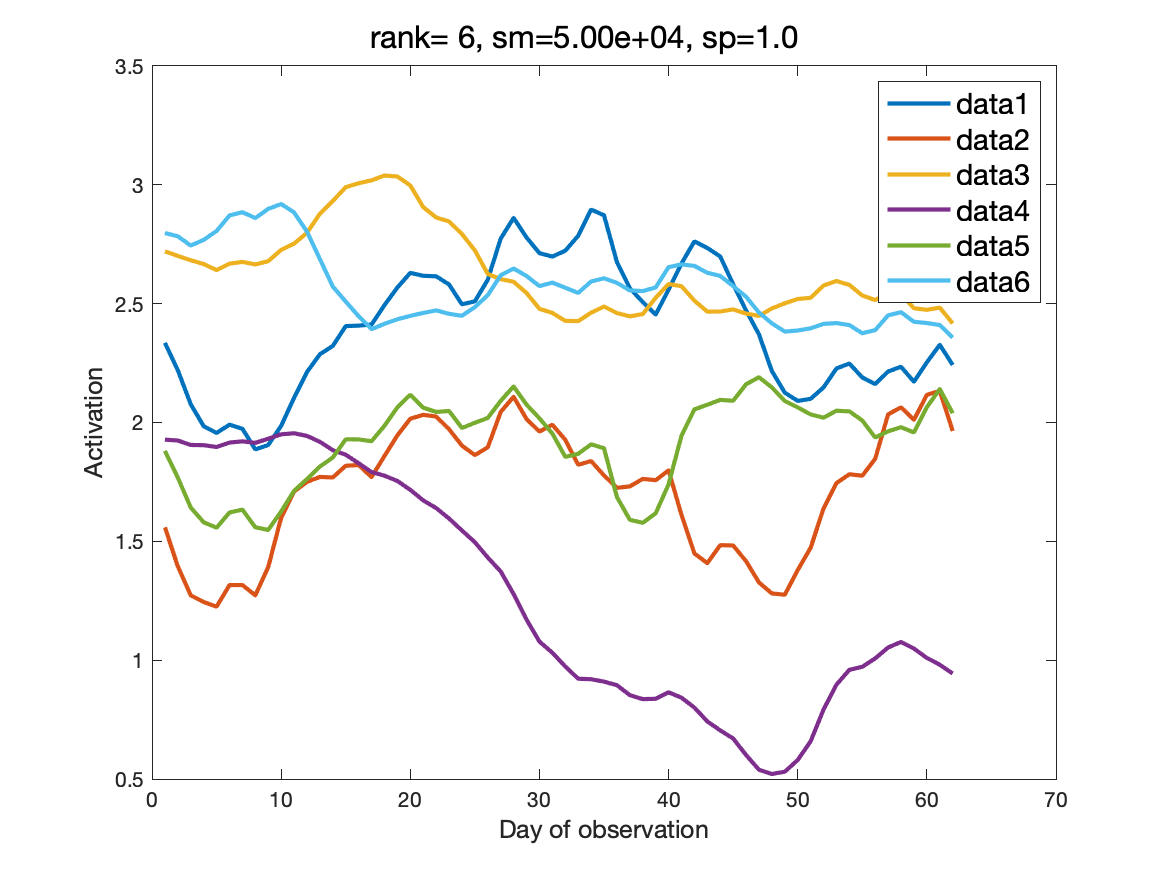 rank= 6, sm=5.00e+04, sp=1.0
3.5
3
2.5
2
1.5
1
0.5
Activation
data1
data2
data3
data4
data5
data6
0 10 20 30 40 50 60 70
Day of observation